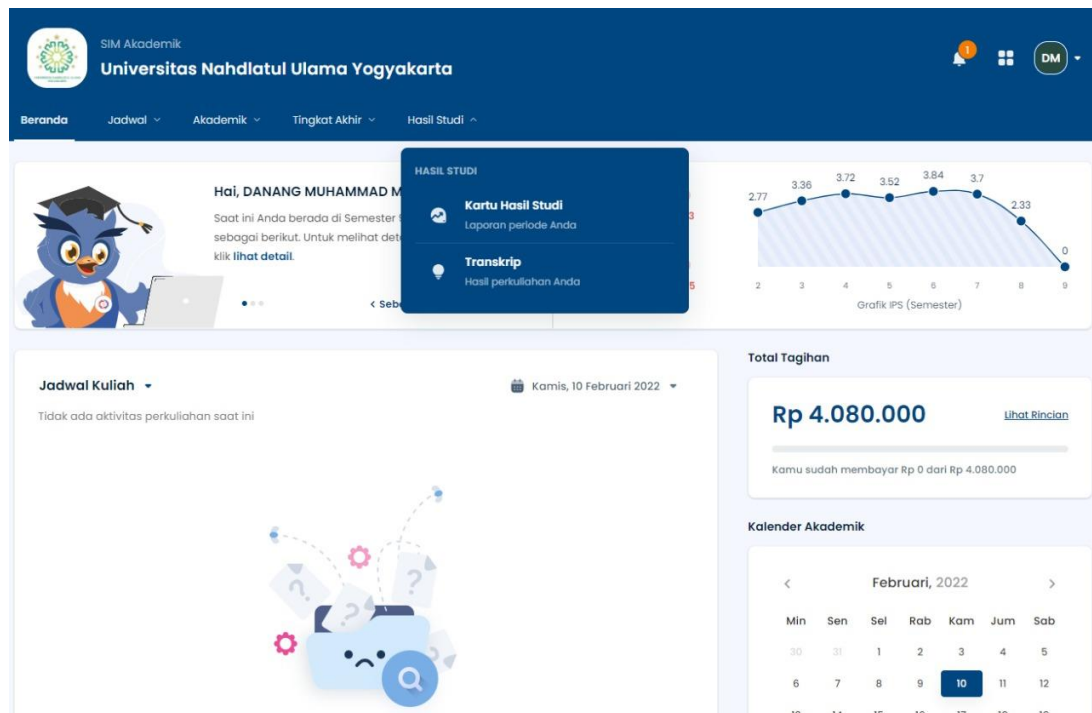 SIM Akademik
Universitas Nahdlatul Ulama Yogyakarta
1
DM
Beranda
Jadwal
Akademik
Tingkat Akhir
Hasil Studi
HASIL STUDI
Kartu Hasil Studi
Laporan periode Anda
Transkrip
Hasil perkuliahan Anda
Hai, DANANG MUHAMMAD M
Saat ini Anda berada di Semester
sebagai berikut. Untuk melihat
klik lihat detail.
< Sebe
3
5
2.77 3.36 3.72 3.52 3.84 3.7 2.33 0
2 3 4 5 6 7 8 9
Grafik IPS (Semester)
Jadwal Kuliah
Kamis, 10 Februari 2022
Tidak ada aktivitas perkuliahan saat ini
Total Tagihan
Rp 4.080.000
Lihat Rincian
Kamu sudah membayar Rp 0 dari Rp 4.080.000
Kalender Akademik
< Februari, 2022 >
Min Sen Sel Rab Kam Jum Sab
30 31 1 2 3 4 5
6 7 8 9 10 11 12